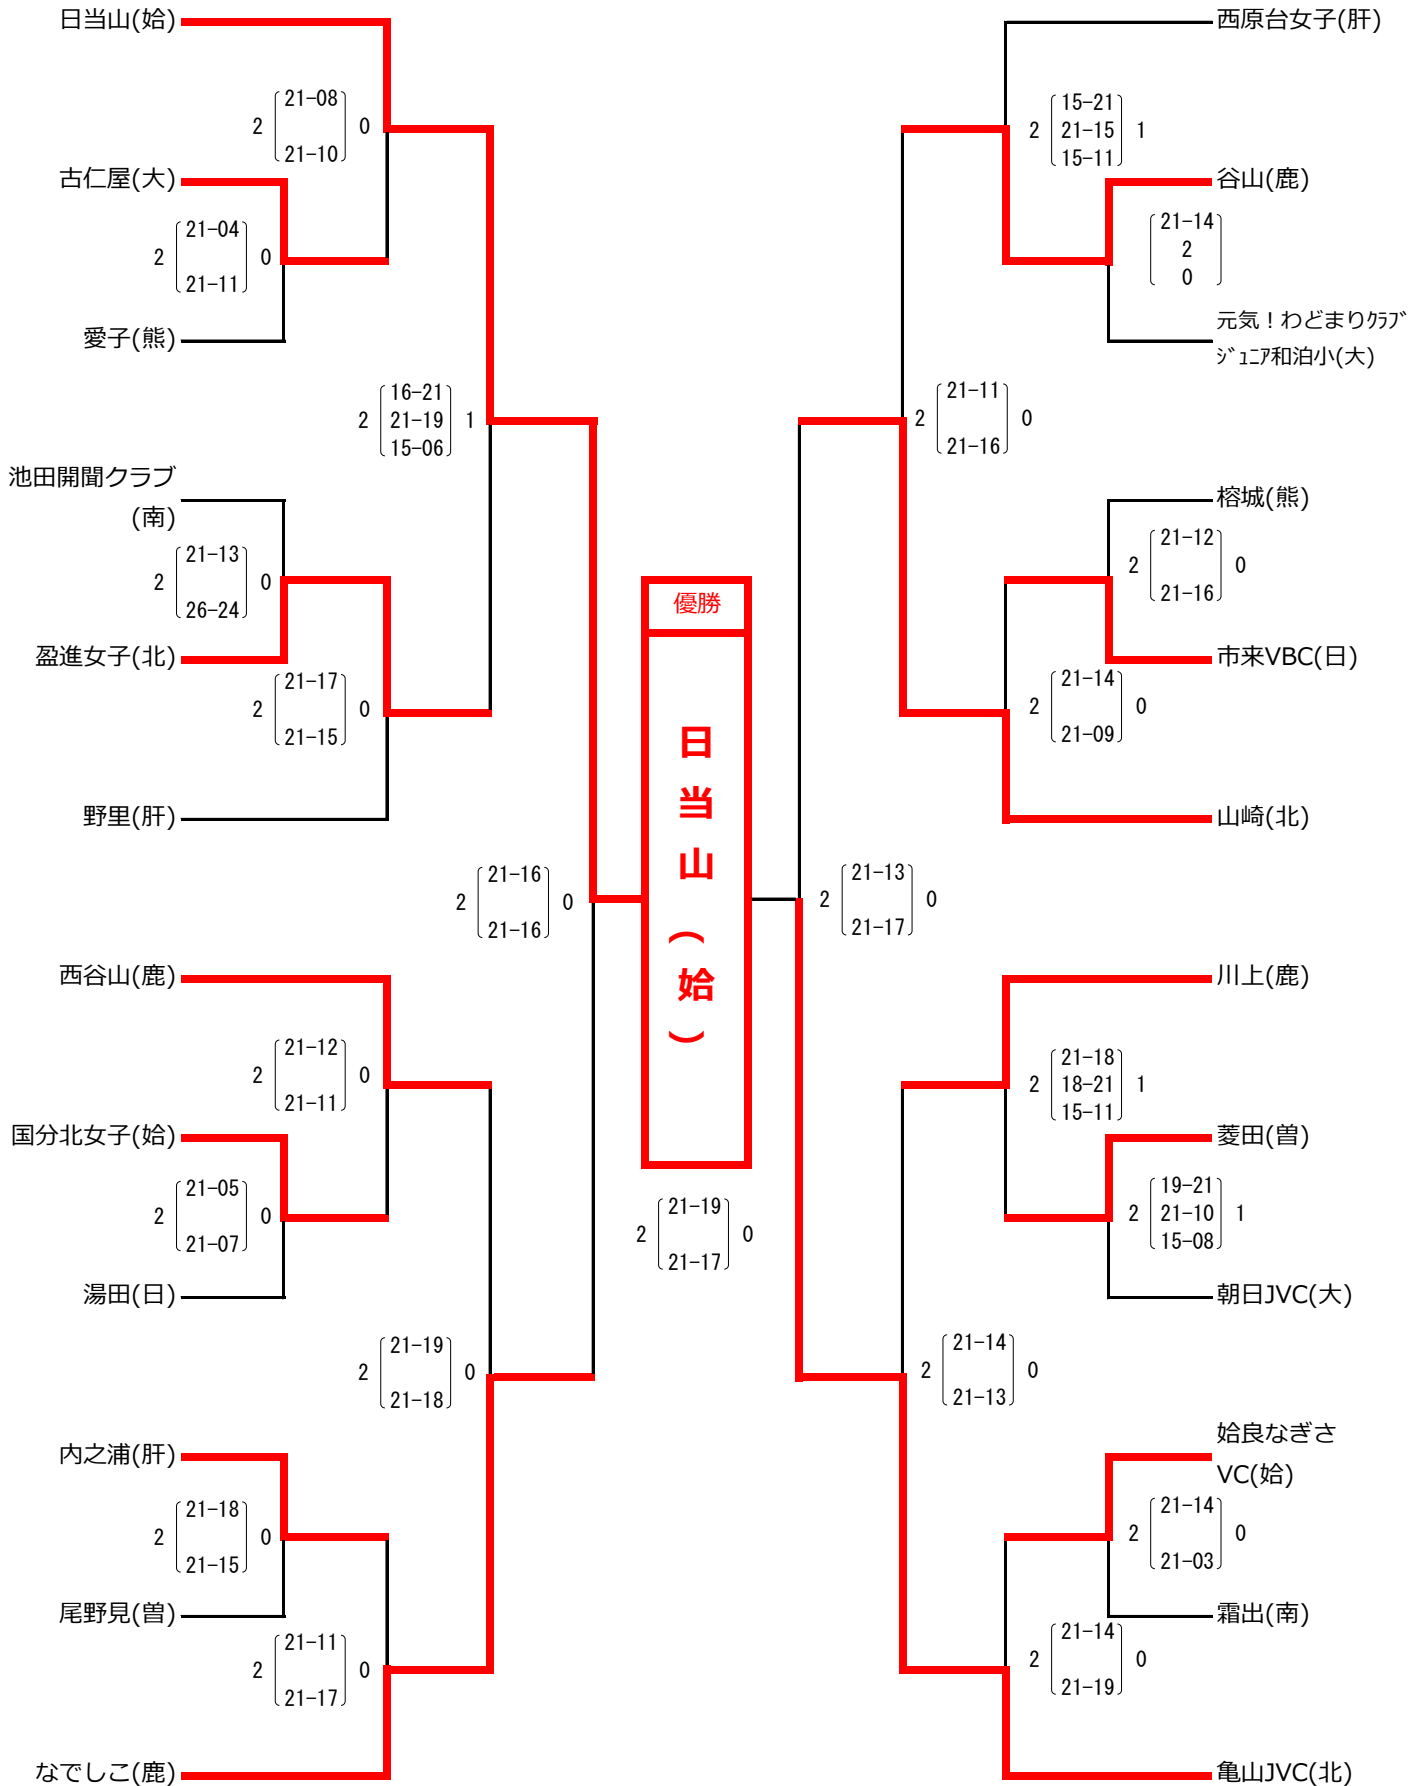 日当山(姶)
21-08
2 0
21-10
古仁屋(大)
21-04
2 0
21-11
愛子(熊)
16-21
2 21-19 1
15-06
池田開聞クラブ
(南)
21-13
2 0
26-24
盈進女子(北)
21-17
2 0
21-15
野里(肝)
21-16
2 0
21-16
西谷山(鹿)
21-12
2 0
21-11
国分北女子(姶)
21-05
2 0
21-07
湯田(日)
21-19
2 0
21-18
内之浦(肝)
21-18
2 0
21-15
尾野見(曽)
21-11
2 0
21-17
なでしこ(鹿)
優勝
日当山(姶)
21-19
2 0
21-17
西原台女子(肝)
15-21
2 21-15 1
15-11
谷山(鹿)
21-14
2
0
元気！わどまりｸﾗﾌﾞ
ｼﾞｭﾆｱ和泊小(大)
21-11
2 0
21-16
榕城(熊)
21-12
2 0
21-16
市来VBC(日)
21-14
2 0
21-09
山崎(北)
21-13
2 0
21-17
川上(鹿)
21-18
2 18-21 1
15-11
菱田(曽)
19-21
2 21-10 1
15-08
朝日JVC(大)
21-14
2 0
21-13
姶良なぎさ
VC(姶)
21-14
2 0
21-03
霜出(南)
21-14
2 0
21-19
亀山JVC(北)